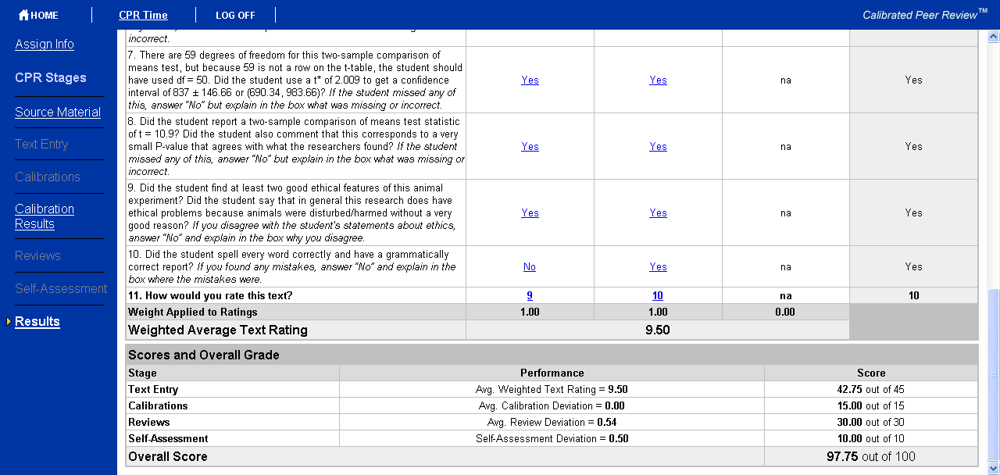 HOME
CPR Time
LOG OFF
Calibrated Peer Review™
Assign Info
CPR Stages
Source Material
Text Entry
Calibrations
Calibration
Results
Reviews
Self-Assessment
Results
incorrect.
7. There are 59 degrees of freedom for this two-sample comparison of
means test, but because 59 is not a row on the t-table, the student should
have used df = 50. Did the student use a t* of 2.009 to get a confidence
interval of 837 ± 146.66 or (690.34, 983.66)? If the student missed any of
this, answer "No" but explain in the box what was missing or incorrect.
Yes
Yes
na
Yes
8. Did the student report a two-sample comparison of means test statistic
of t = 10.9? Did the student also comment that this corresponds to a very
small P-value that agrees with what the researchers found? If the student
missed any of this, answer "No" but explain in the box what was missing or
incorrect.
Yes
Yes
na
Yes
9. Did the student find at least two good ethical features of this animal
experiment? Did the student say that in general this research does have
ethical problems because animals were disturbed/harmed without a very
good reason? If you disagree with the student's statements about ethics,
answer "No" and explain in the box why you disagree.
Yes
Yes
na
Yes
10. Did the student spell every word correctly and have a grammatically
correct report? If you found any mistakes, answer "No" and explain in the
box where the mistakes were.
No
Yes
na
Yes
11. How would you rate this text?
9
10
na
10
Weight Applied to Ratings
1.00
1.00
0.00
Weighted Average Text Rating
9.50
Scores and Overall Grade
Stage
Performance
Score
Text Entry
Avg. Weighted Text Rating = 9.50
42.75 out of 45
Calibrations
Avg. Calibration Deviation = 0.00
15.00 out of 15
Reviews
Avg. Review Deviation = 0.54
30.00 out of 30
Self-Assessment
Self-Assessment Deviation = 0.50
10.00 out of 10
Overall Score
97.75 out of 100